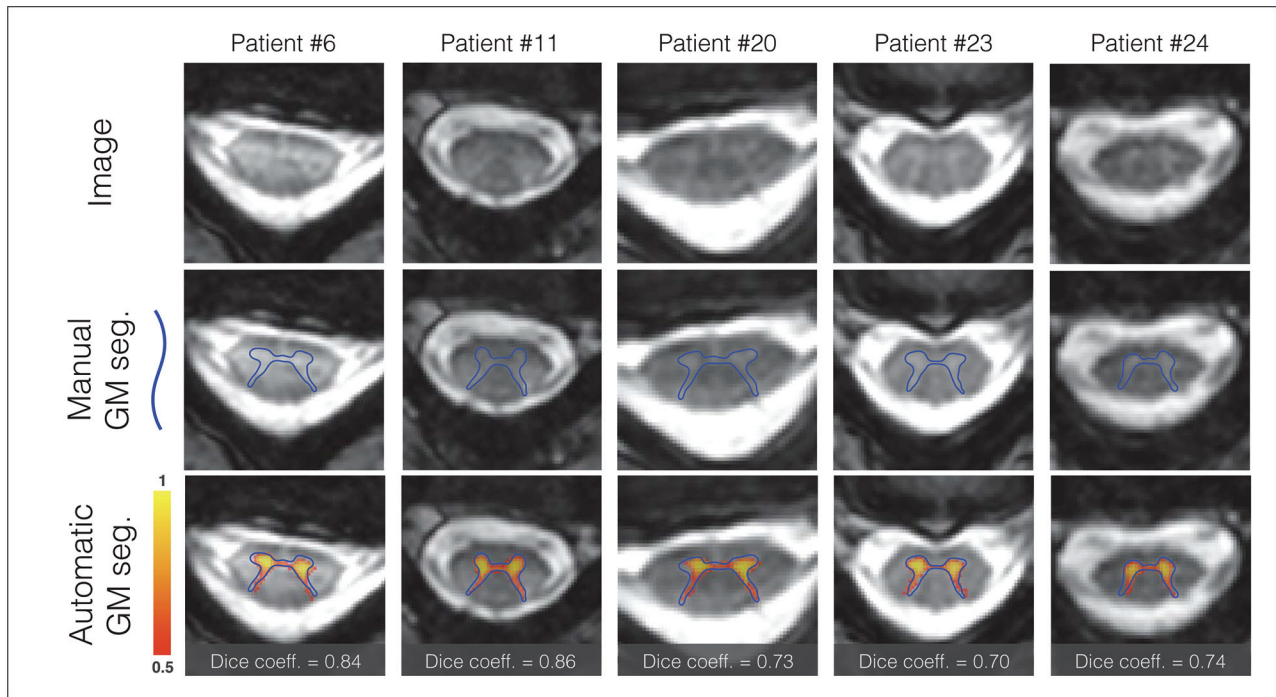 Patient #6 Patient #11 Patient #20 Patient #23 Patient #24
Image
Manual
GM seg.
Automatic
GM seg.
1
0.5
Dice coeff. = 0.84 Dice coeff. = 0.86 Dice coeff. = 0.73 Dice coeff. = 0.70 Dice coeff. = 0.74